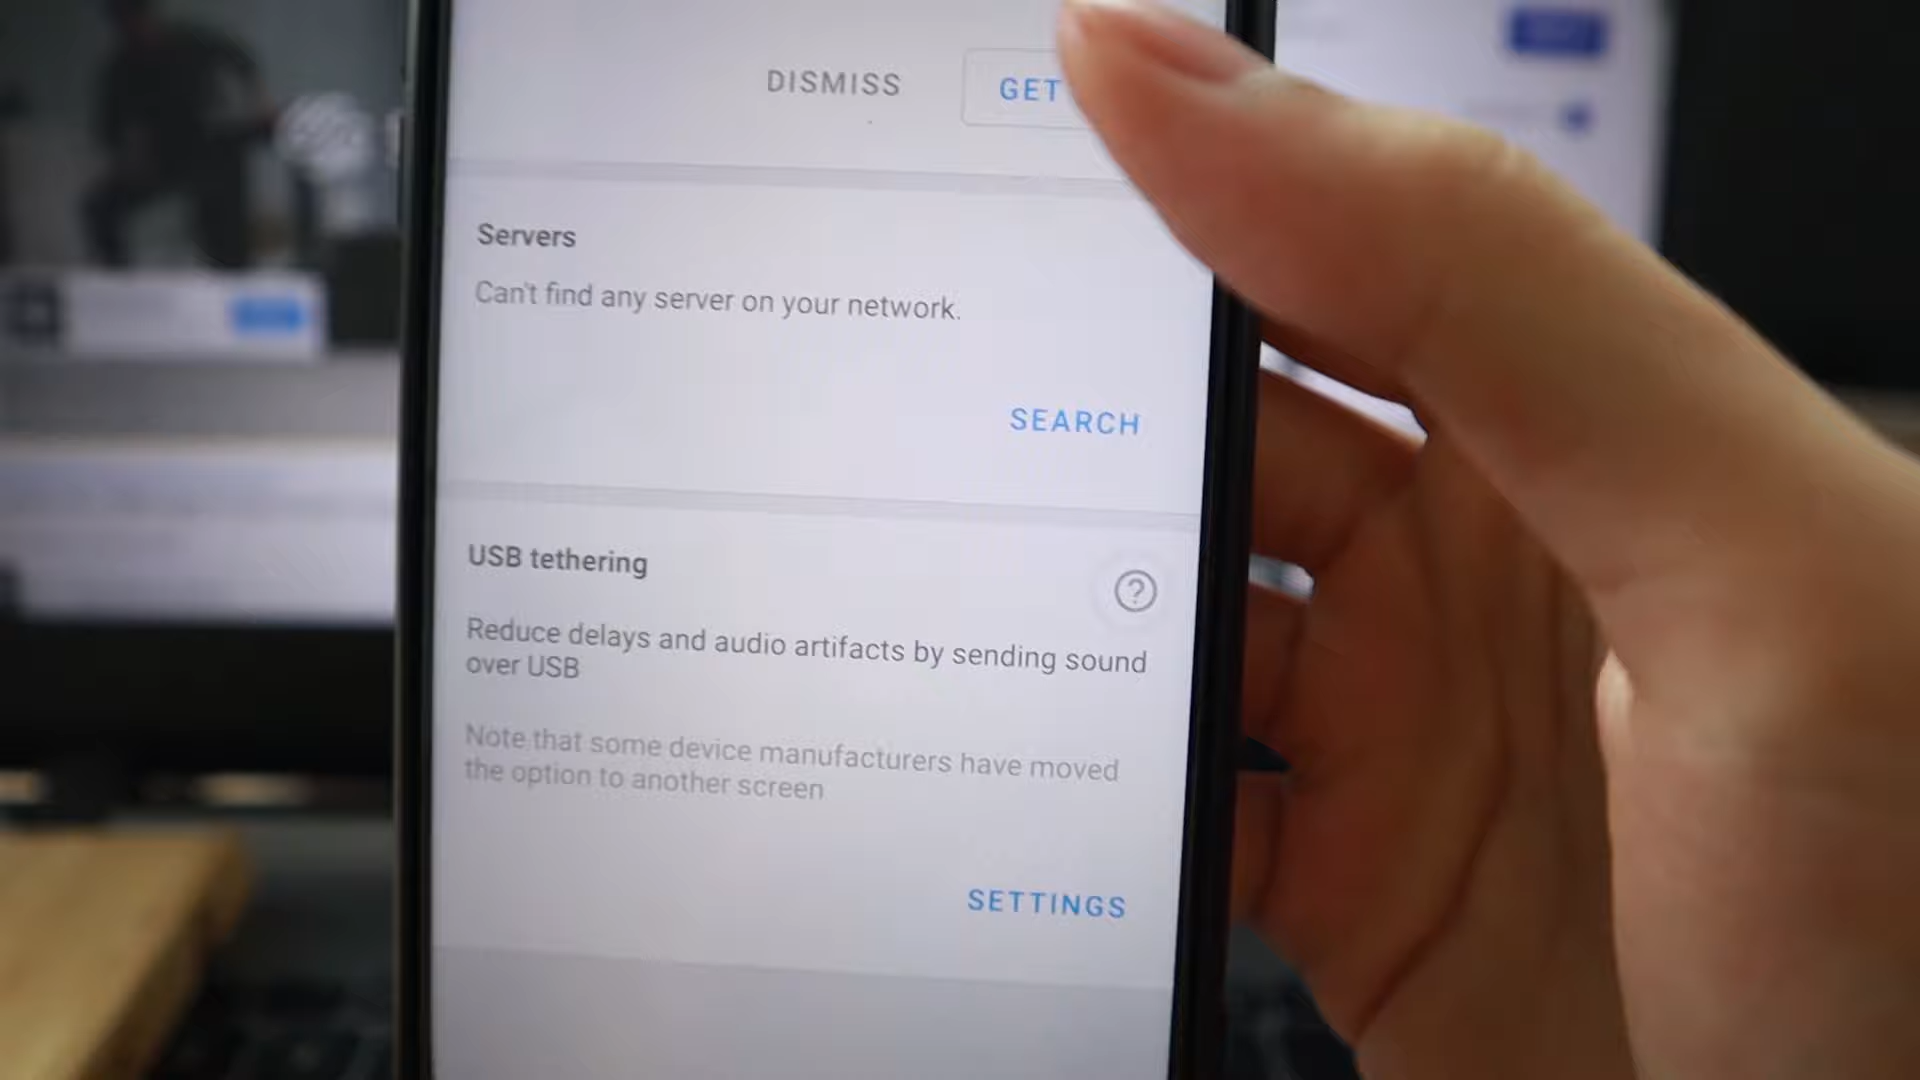 DISMISS
GET
Servers
Can't find any server on your network.
SEARCH
USB tethering
Reduce delays and audio artifacts by sending sound
over USB
Note that some device manufacturers have moved
the option to another screen
SETTINGS